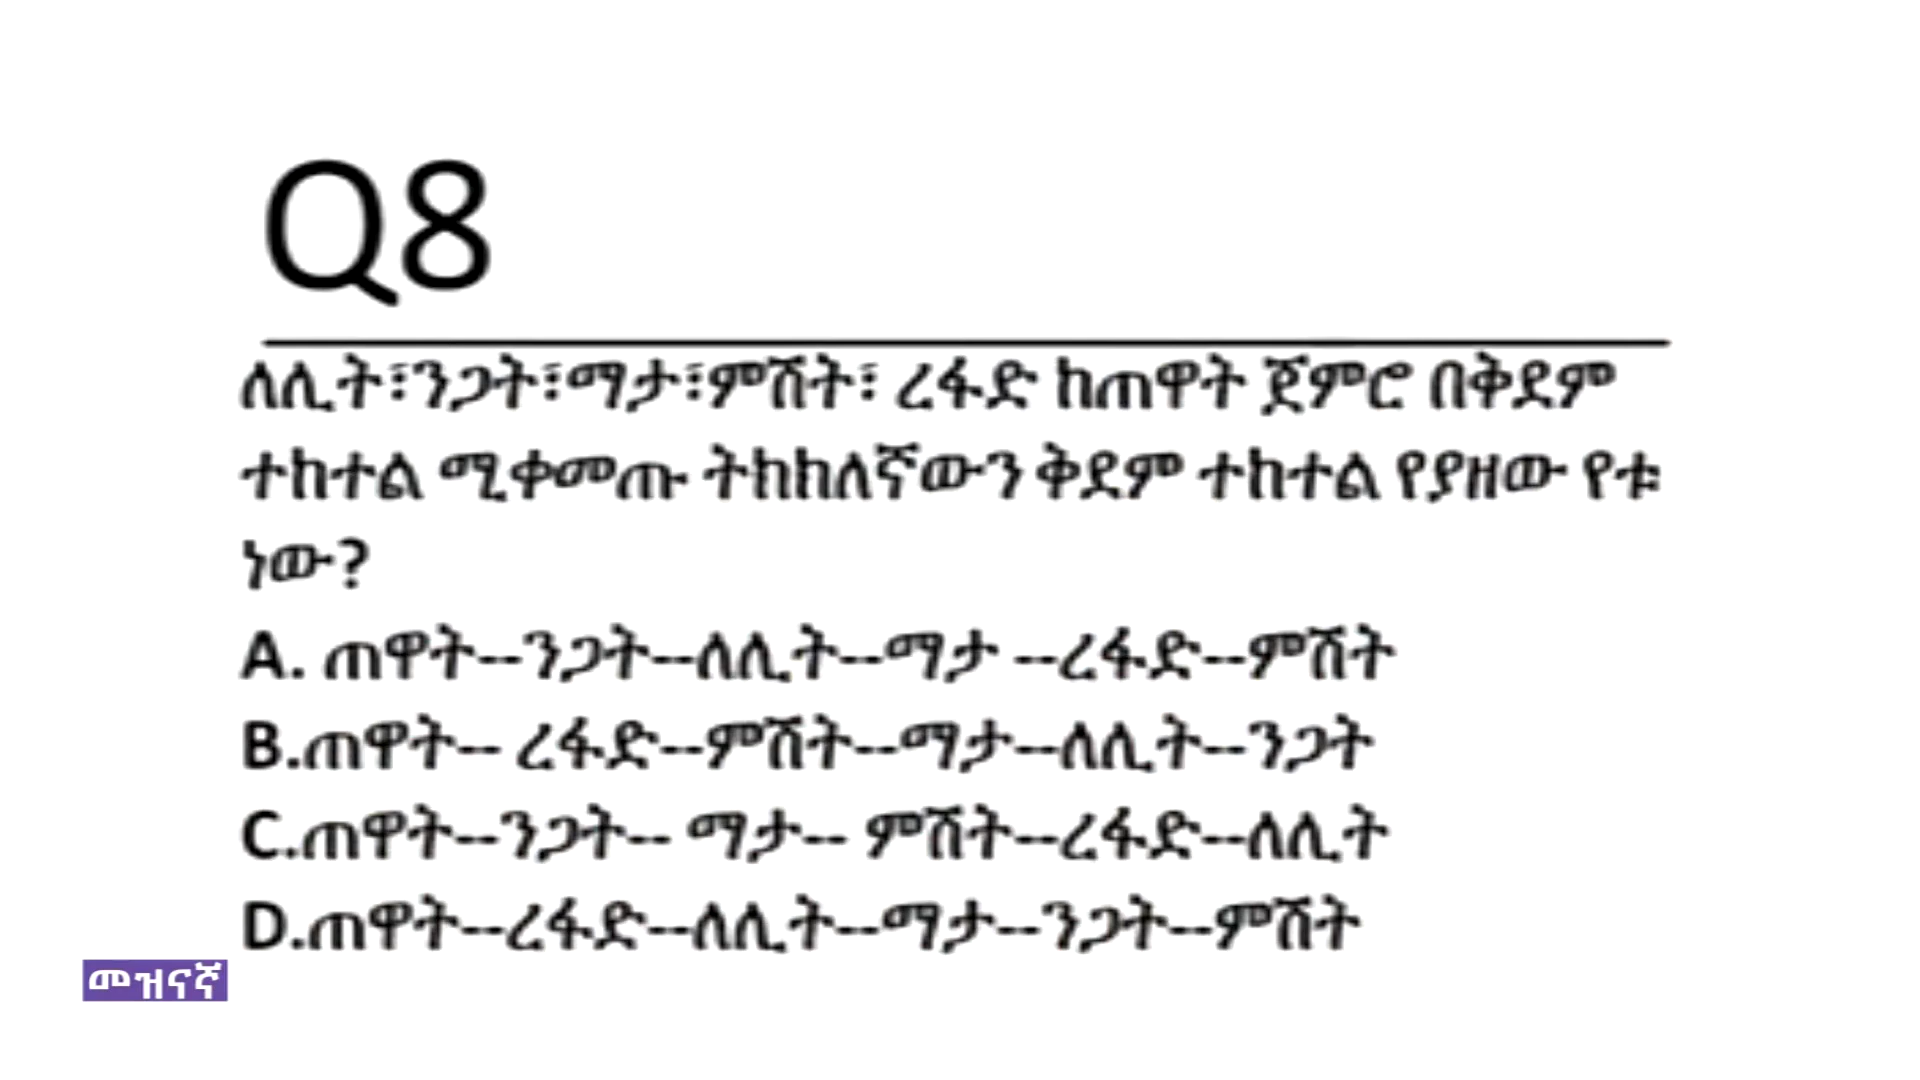 Q8
ለሊት፣ንጋት፣ማታ፣ምሽት፣ ረፋድ ከጠዋት ጀምሮ በቅደም
ተከተል ሚቀመጡ ትክክለኛውን ቅደም ተከተል የያዘው የቱ
ነው?
A. ጠዋት--ንጋት--ለሊት--ማታ --ረፋድ--ምሽት
B.ጠዋት-- ረፋድ--ምሽት--ማታ--ለሊት--ንጋት
C.ጠዋት--ንጋት-- ማታ-- ምሽት--ረፋድ--ለሊት
D.ጠዋት--ረፋድ--ለሊት--ማታ--ንጋት--ምሽት
መዝናኛ